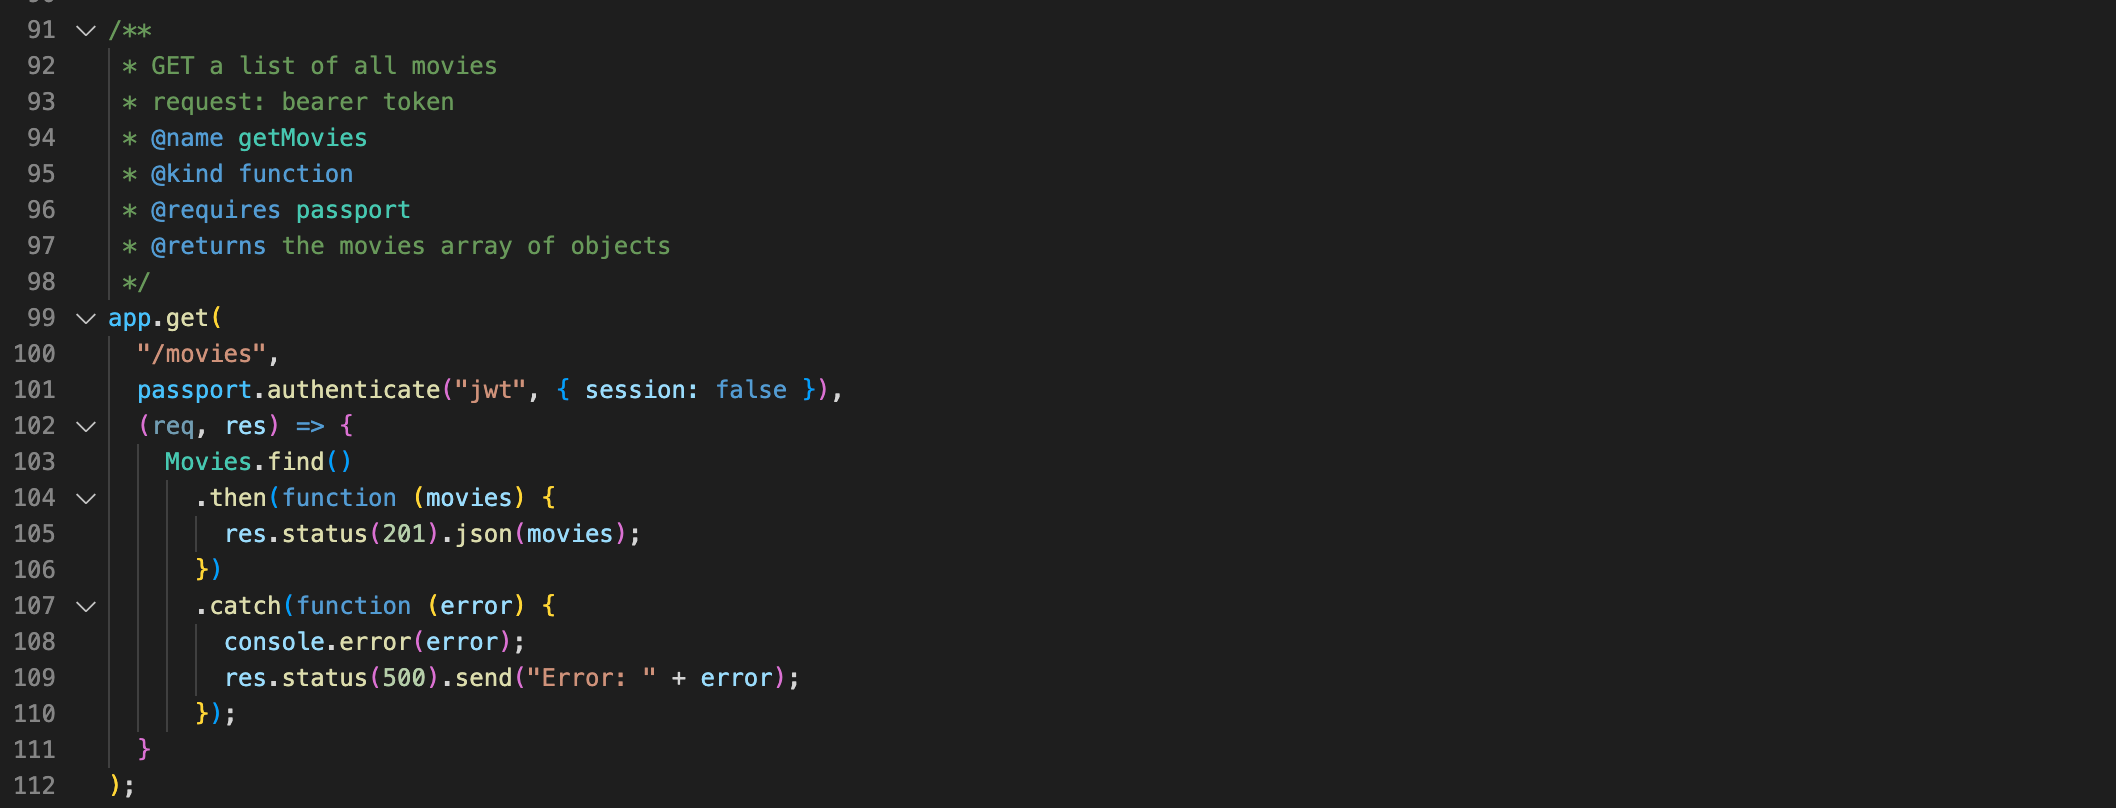 91 /**
92 * GET a list of all movies
93 * request: bearer token
94 * @name getMovies
95 * @kind function
96 * @requires passport
97 * @returns the movies array of objects
98 */
99 app.get(
100 "/movies",
101 passport.authenticate("jwt", { session: false }),
102 (req, res) => {
103 Movies.find()
104 .then(function (movies) {
105 res.status(201).json(movies);
106 })
107 .catch(function (error) {
108 console.error(error);
109 res.status(500).send("Error: " + error);
110 });
111 }
112 );